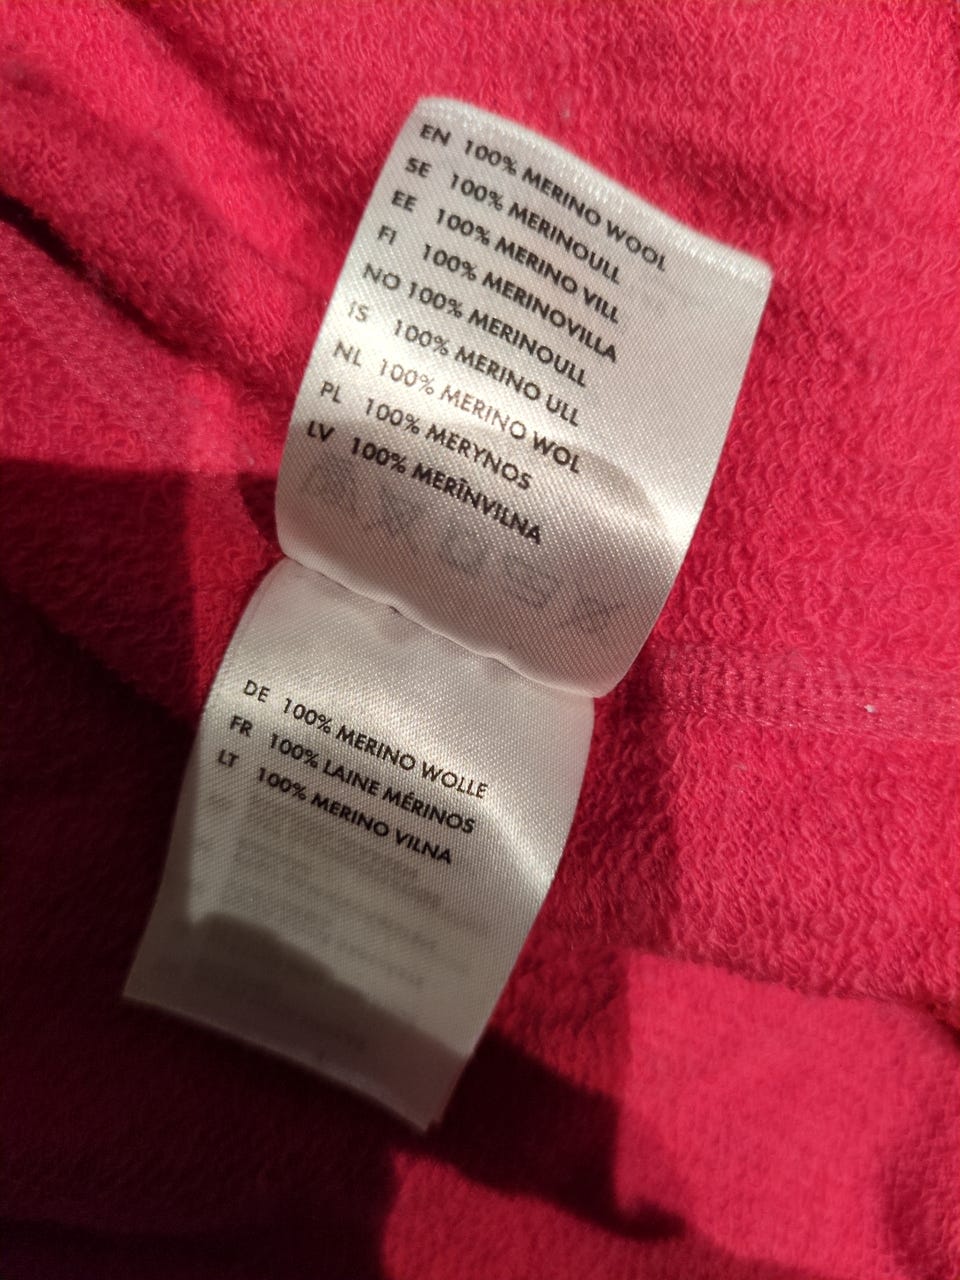 EN 100% MERINO WOOL
SE 100% MERINOULL
EE 100% MERINO VILL
FI 100% MERINOVILLA
NO 100% MERINOULL
IS 100% MERINO ULL
NL 100% MERINO WOL
PL 100% MERYNOS
LV 100% MERĪNVILNA
DE 100% MERINO WOLLE
FR 100% LAINE MÉRINOS
LT 100% MERINO VILNA